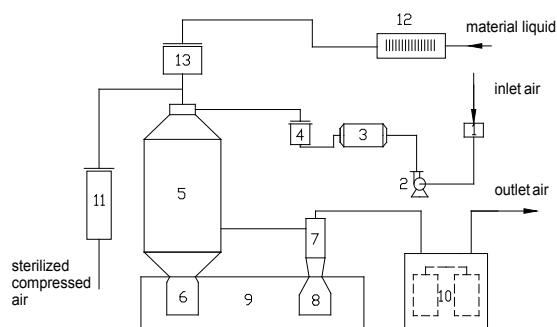 12
material liquid
13
inlet air
4
3
1
2
11
5
outlet air
7
sterilized
compressed
air
6
9
8
10